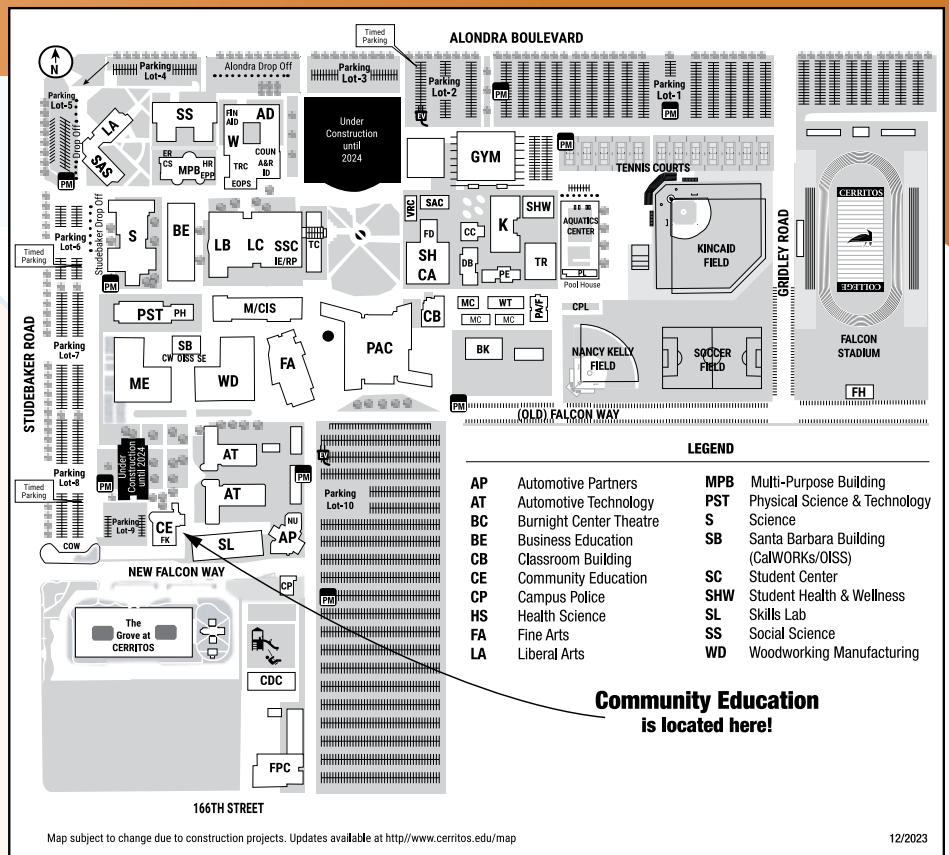 ALONDRA BOULEVARD
Timed
Parking
N
Parking
Lot-4
Alondra Drop Off
Parking
Lot-3
Parking
Lot-2
EV
PM
Parking
Lot-1
PM
Parking
Lot-5
Drop Off
PM
LA
SAS
SS
ER
CS
MPB
HR
EPP
FIN
AID
AD
W
COUN
A&R
ID
TRC
EOPS
Under
Construction
until
2024
GYM
PM
TENNIS COURTS
Parking
Lot-6
Timed
Parking
Studebaker Drop Off
PM
S
BE
LB
LC
SSC
IE/RP
TC
VRC
SAC
FD
SH
CA
CC
DB
K
PE
SHW
TR
AQUATICS
CENTER
PL
Pool House
KINCAID
FIELD
GRIDLEY ROAD
CERRITOS
COLLEGE
FALCON
STADIUM
FH
STUDEBAKER ROAD
Parking
Lot-7
PST
PH
M/CIS
SB
CW OISS SE
ME
WD
FA
PAC
CB
MC
WT
MC
MC
PA/F
CPL
BK
NANCY KELLY
FIELD
SOCCER
FIELD
PM
(OLD) FALCON WAY
Parking
Lot-8
Timed
Parking
PM
Under
Construction
until 2024
AT
AT
PM
EV
Parking
Lot-10
Parking
Lot-9
CE
FK
SL
NU
AP
COW
NEW FALCON WAY
CP
PM
The
Grove at
CERRITOS
CDC
FPC
166TH STREET
LEGEND
AP Automotive Partners
AT Automotive Technology
BC Burnight Center Theatre
BE Business Education
CB Classroom Building
CE Community Education
CP Campus Police
HS Health Science
FA Fine Arts
LA Liberal Arts
MPB Multi-Purpose Building
PST Physical Science & Technology
S Science
SB Santa Barbara Building
(CalWORKs/OISS)
SC Student Center
SHW Student Health & Wellness
SL Skills Lab
SS Social Science
WD Woodworking Manufacturing
Community Education
is located here!
Map subject to change due to construction projects. Updates available at http//www.cerritos.edu/map
12/2023